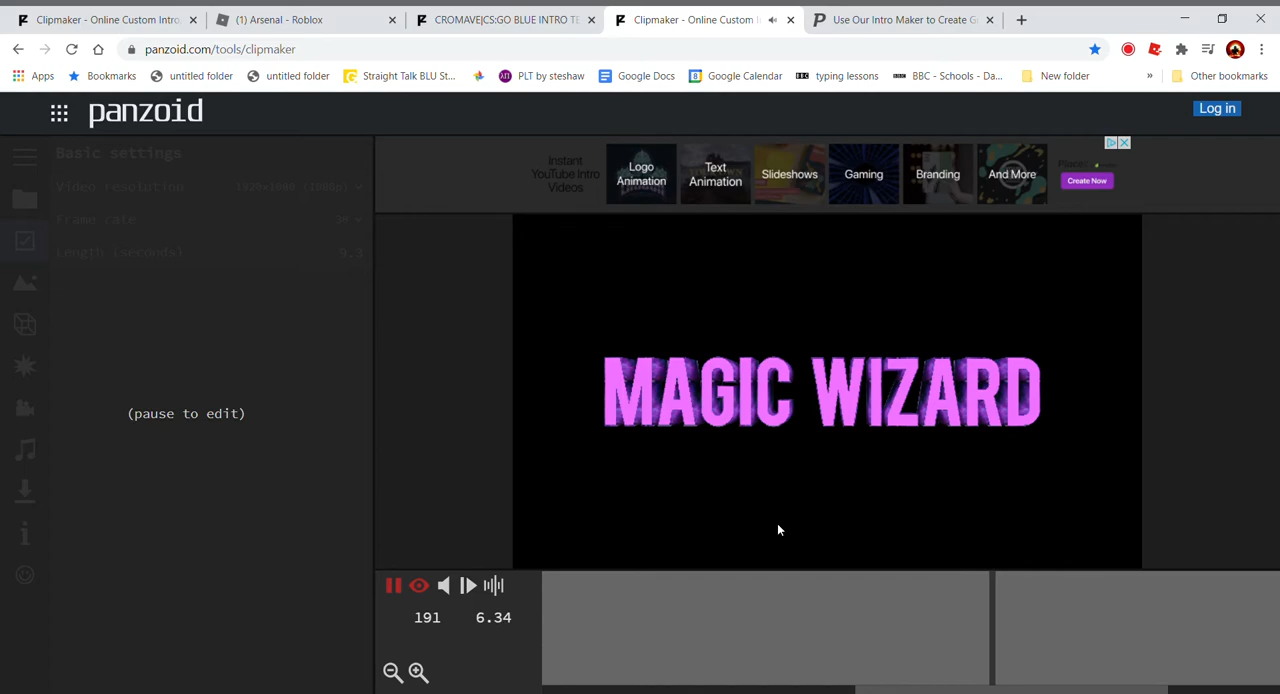 Clipmaker - Online Custom Intro
(1) Arsenal - Roblox
CROMAVE|CS:GO BLUE INTRO TE
Clipmaker - Online Custom I
Use Our Intro Maker to Create G
panzoid.com/tools/clipmaker
Apps
Bookmarks
untitled folder
untitled folder
Straight Talk BLU St...
PLT by steshaw
Google Docs
Google Calendar
typing lessons
BBC - Schools - Da...
New folder
»
Other bookmarks
panzoid
Log in
Basic settings
Video resolution
Frame rate
Length (seconds) 9.3
(pause to edit)
Instant
YouTube Intro
Videos
Logo
Animation
Text
Animation
Slideshows
Gaming
Branding
And More
Create Now
MAGIC WIZARD
191 6.34